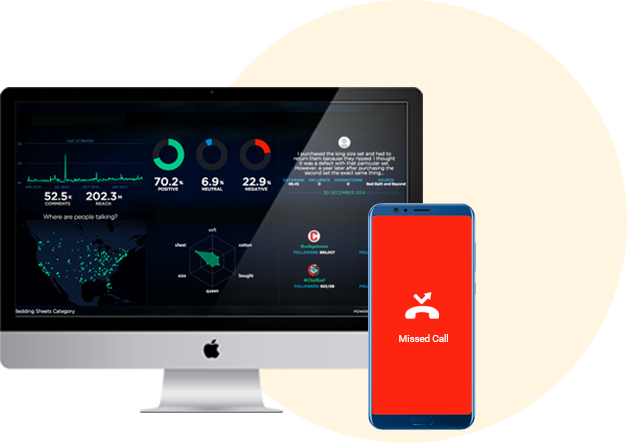 Last 12 Months
52.5K
COMMENTS
202.3M
REACH
70.2%
POSITIVE
6.9%
NEUTRAL
22.9%
NEGATIVE
I purchased the king size set and had to
return them because they ripped. I thought
it was a defect with that particular set.
However, a year later after purchasing
the second set the exact same thing...
INFLUENCE
INTERACTIONS
Bed Bath and Beyond
30 DECEMBER 2014
Where are people talking?
soft
sheet
cotton
size
bought
queen
FOLLOWERS
FOLLOWERS
Bedding Sheets Category
Missed Call